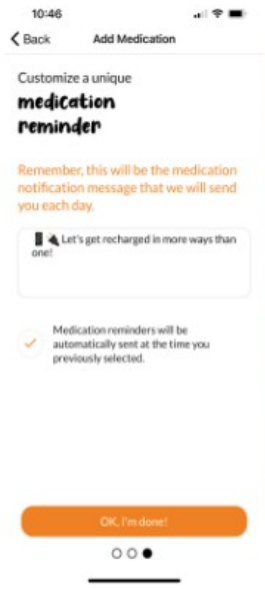 10:46
Back Add Medication
Customize a unique
medication
reminder
Remember, this will be the medication
notification message that we will send
you each day.
Let's get recharged in more ways than
one!
Medication reminders will be
automatically sent at the time you
previously selected.
OK, I'm done!